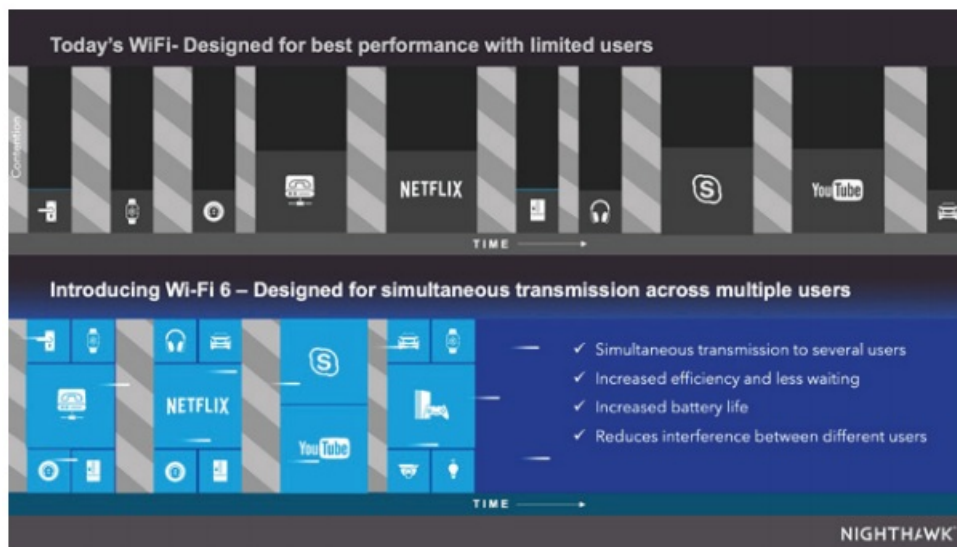 Today's WiFi- Designed for best performance with limited users
Contention
NETFLIX
S
YouTube
TIME
Introducing Wi-Fi 6 – Designed for simultaneous transmission across multiple users
S
NETFLIX
YouTube
✓ Simultaneous transmission to several users
✓ Increased efficiency and less waiting
✓ Increased battery life
✓ Reduces interference between different users
TIME
NIGHTHAWK